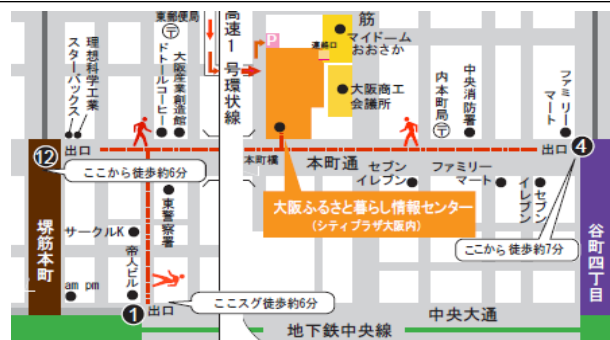 東郵便局
〒
理想科学工業
スターバックス
ドトールコーヒー
大阪産業創造館
高速1号環状線
P
連絡口
筋
マイドーム
おおさか
大阪商工
会議所
内本町局
〒
中央消防署
ファミリー
マート
⑫
出口
ここから徒歩約6分
本町橋
本町通
セブン
イレブン
ファミリー
マート
セブン
イレブン
出口
4
ここから徒歩約7分
大阪ふるさと暮らし情報センター
(シティプラザ大阪内)
堺筋本町
サークルK
東警察署
帝人ビル
am pm
1
出口
ここスグ徒歩約6分
谷町四丁目
中央大通
地下鉄中央線